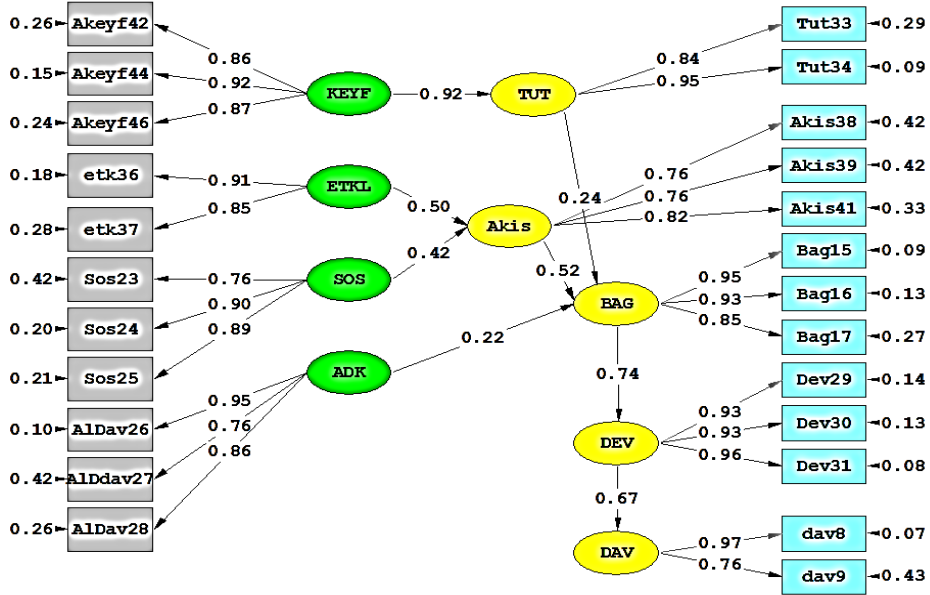 0.26 Akeyf42
0.15 Akeyf44
0.24 Akeyf46
0.18 etk36
0.28 etk37
0.42 Sos23
0.20 Sos24
0.21 Sos25
0.10 AlDav26
0.42 AlDdav27
0.26 AlDav28
0.86
0.92
0.87
0.91
0.85
0.76
0.90
0.89
0.95
0.76
0.86
KEYF
ETKL
SOS
ADK
0.92
0.50
0.42
0.22
TUT
Akis
BAG
DEV
DAV
0.24
0.52
0.74
0.67
0.84
0.95
0.76
0.76
0.82
0.95
0.93
0.85
0.93
0.93
0.96
0.97
0.76
Tut33 0.29
Tut34 0.09
Akis38 0.42
Akis39 0.42
Akis41 0.33
Bag15 0.09
Bag16 0.13
Bag17 0.27
Dev29 0.14
Dev30 0.13
Dev31 0.08
dav8 0.07
dav9 0.43